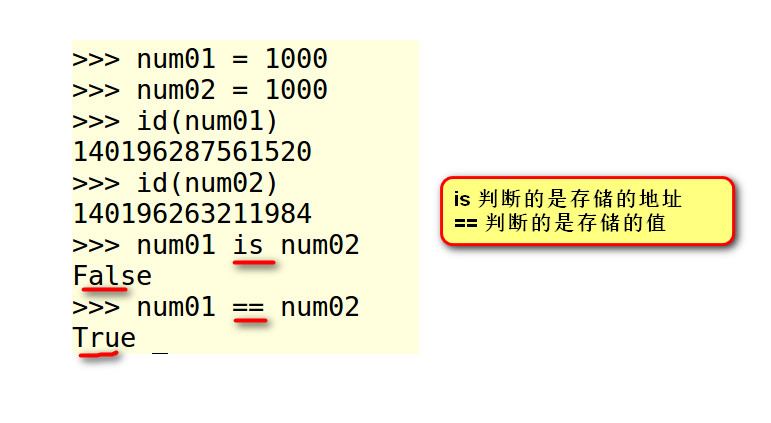 >>> num01 = 1000
>>> num02 = 1000
>>> id(num01)
140196287561520
>>> id(num02)
140196263211984
>>> num01 is num02
False
>>> num01 == num02
True
is 判断的是存储的地址
== 判断的是存储的值